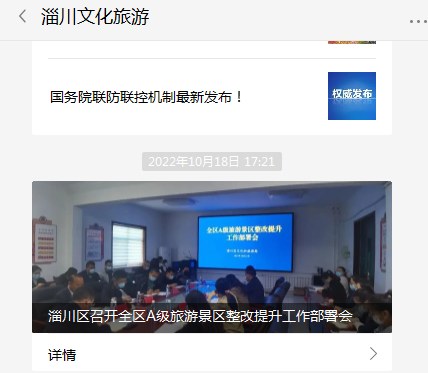 淄川文化旅游
国务院联防联控机制最新发布！
权威发布
2022年10月18日 17:21
全区A级旅游景区整改提升
工作部署会
淄川区召开全区A级旅游景区整改提升工作部署会
详情